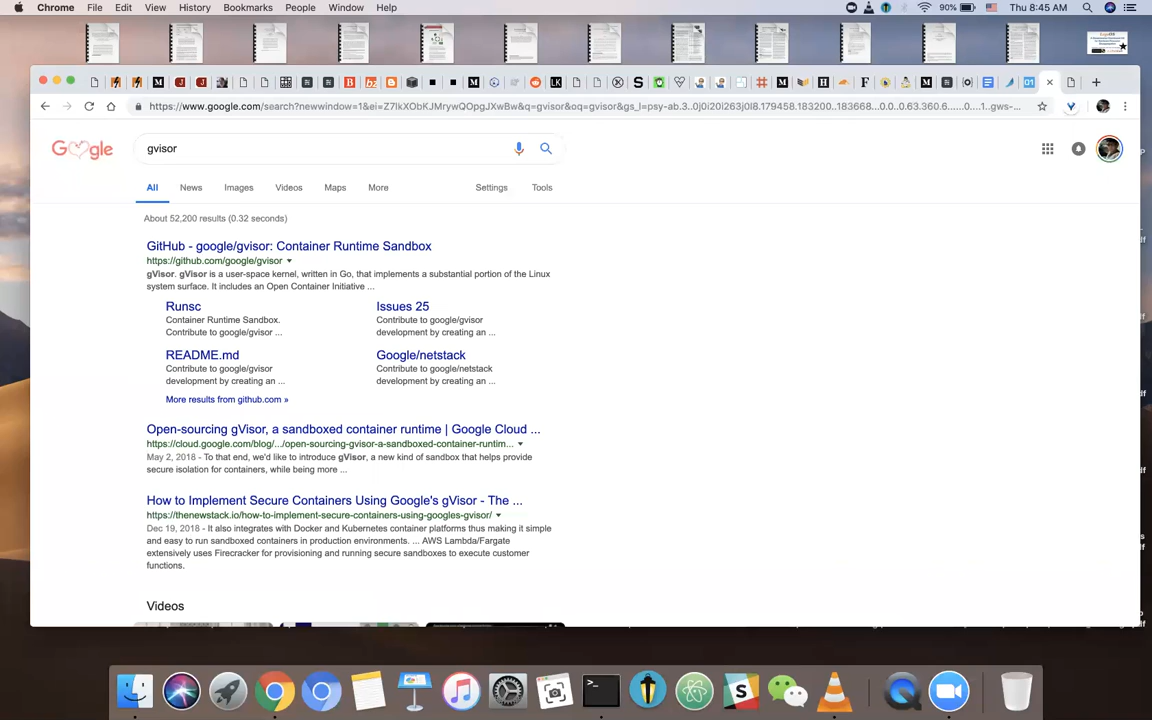 Chrome File Edit View History Bookmarks People Window Help 90% Thu 8:45 AM
https://www.google.com/search?newwindow=1&ei=Z7lkXObKJMrywQOpgJXwBw&q=gvisor&oq=gvisor&gs_l=psy-ab.3..0j0i20i263j0l8.179458.183200..183668...0.0..0.63.360.6......0....1..gws-...
Google
gvisor
All News Images Videos Maps More Settings Tools
About 52,200 results (0.32 seconds)
GitHub - google/gvisor: Container Runtime Sandbox
https://github.com/google/gvisor
gVisor. gVisor is a user-space kernel, written in Go, that implements a substantial portion of the Linux
system surface. It includes an Open Container Initiative ...
Runsc
Container Runtime Sandbox.
Contribute to google/gvisor ...
Issues 25
Contribute to google/gvisor
development by creating an ...
README.md
Contribute to google/gvisor
development by creating an ...
Google/netstack
Contribute to google/netstack
development by creating an ...
More results from github.com »
Open-sourcing gVisor, a sandboxed container runtime | Google Cloud ...
https://cloud.google.com/blog/.../open-sourcing-gvisor-a-sandboxed-container-runtim...
May 2, 2018 - To that end, we'd like to introduce gVisor, a new kind of sandbox that helps provide
secure isolation for containers, while being more ...
How to Implement Secure Containers Using Google's gVisor - The ...
https://thenewstack.io/how-to-implement-secure-containers-using-googles-gvisor/
Dec 19, 2018 - It also integrates with Docker and Kubernetes container platforms thus making it simple
and easy to run sandboxed containers in production environments. ... AWS Lambda/Fargate
extensively uses Firecracker for provisioning and running secure sandboxes to execute customer
functions.
Videos